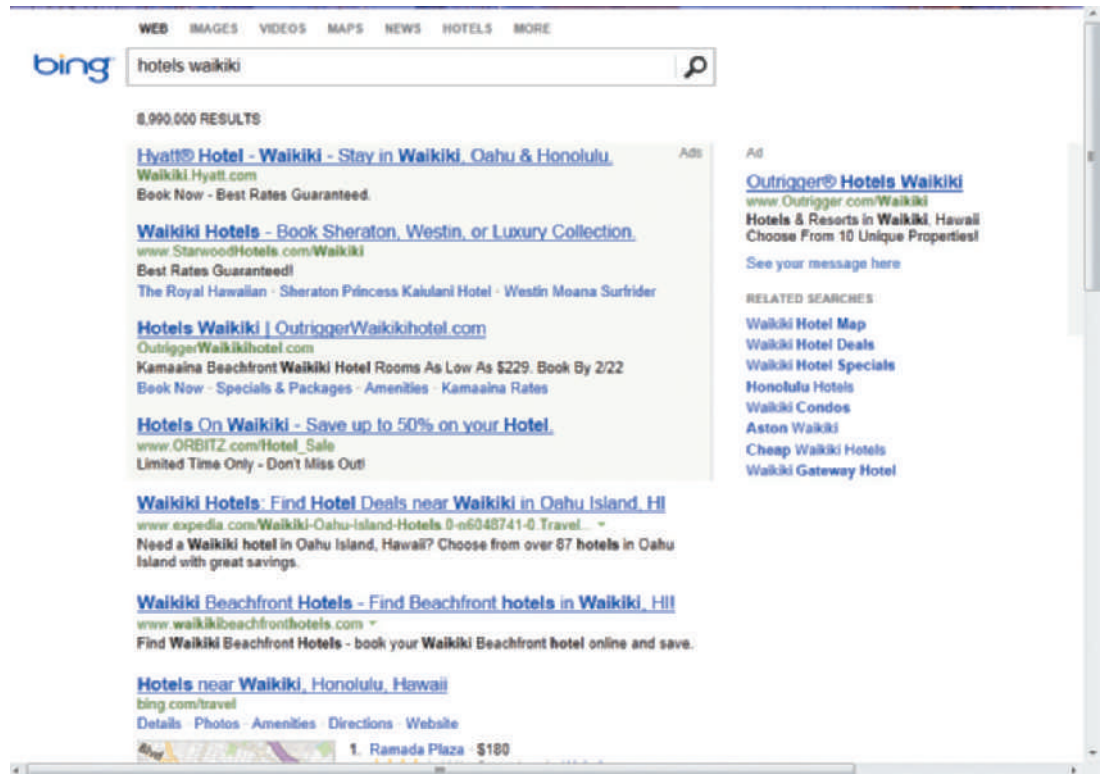 WEB IMAGES VIDEOS MAPS NEWS HOTELS MORE
bing
hotels waikiki
8,990,000 RESULTS
Hyatt® Hotel - Waikiki - Stay in Waikiki, Oahu & Honolulu.
Ads
Waikiki.Hyatt.com
Book Now - Best Rates Guaranteed.
Waikiki Hotels - Book Sheraton, Westin, or Luxury Collection.
www.StarwoodHotels.com/Waikiki
Best Rates Guaranteed!
The Royal Hawaiian · Sheraton Princess Kaiulani Hotel · Westin Moana Surfrider
Hotels Waikiki | OutriggerWaikikihotel.com
OutriggerWaikikihotel.com
Kamaaina Beachfront Waikiki Hotel Rooms As Low As $229. Book By 2/22
Book Now · Specials & Packages · Amenities · Kamaaina Rates
Hotels On Waikiki - Save up to 50% on your Hotel.
www.ORBITZ.com/Hotel_Sale
Limited Time Only - Don't Miss Out!
Waikiki Hotels: Find Hotel Deals near Waikiki in Oahu Island, HI
www.expedia.com/Waikiki-Oahu-Island-Hotels.0-n6048741-0.Travel...
Need a Waikiki hotel in Oahu Island, Hawaii? Choose from over 87 hotels in Oahu
Island with great savings.
Waikiki Beachfront Hotels - Find Beachfront hotels in Waikiki, HI!
www.waikikibeachfronthotels.com
Find Waikiki Beachfront Hotels - book your Waikiki Beachfront hotel online and save.
Hotels near Waikiki, Honolulu, Hawaii
bing.com/travel
Details · Photos · Amenities · Directions · Website
Blvd
1. Ramada Plaza · $180
Ad
Outrigger® Hotels Waikiki
www.Outrigger.com/Waikiki
Hotels & Resorts in Waikiki, Hawaii
Choose From 10 Unique Properties!
See your message here
RELATED SEARCHES
Waikiki Hotel Map
Waikiki Hotel Deals
Waikiki Hotel Specials
Honolulu Hotels
Waikiki Condos
Aston Waikiki
Cheap Waikiki Hotels
Waikiki Gateway Hotel